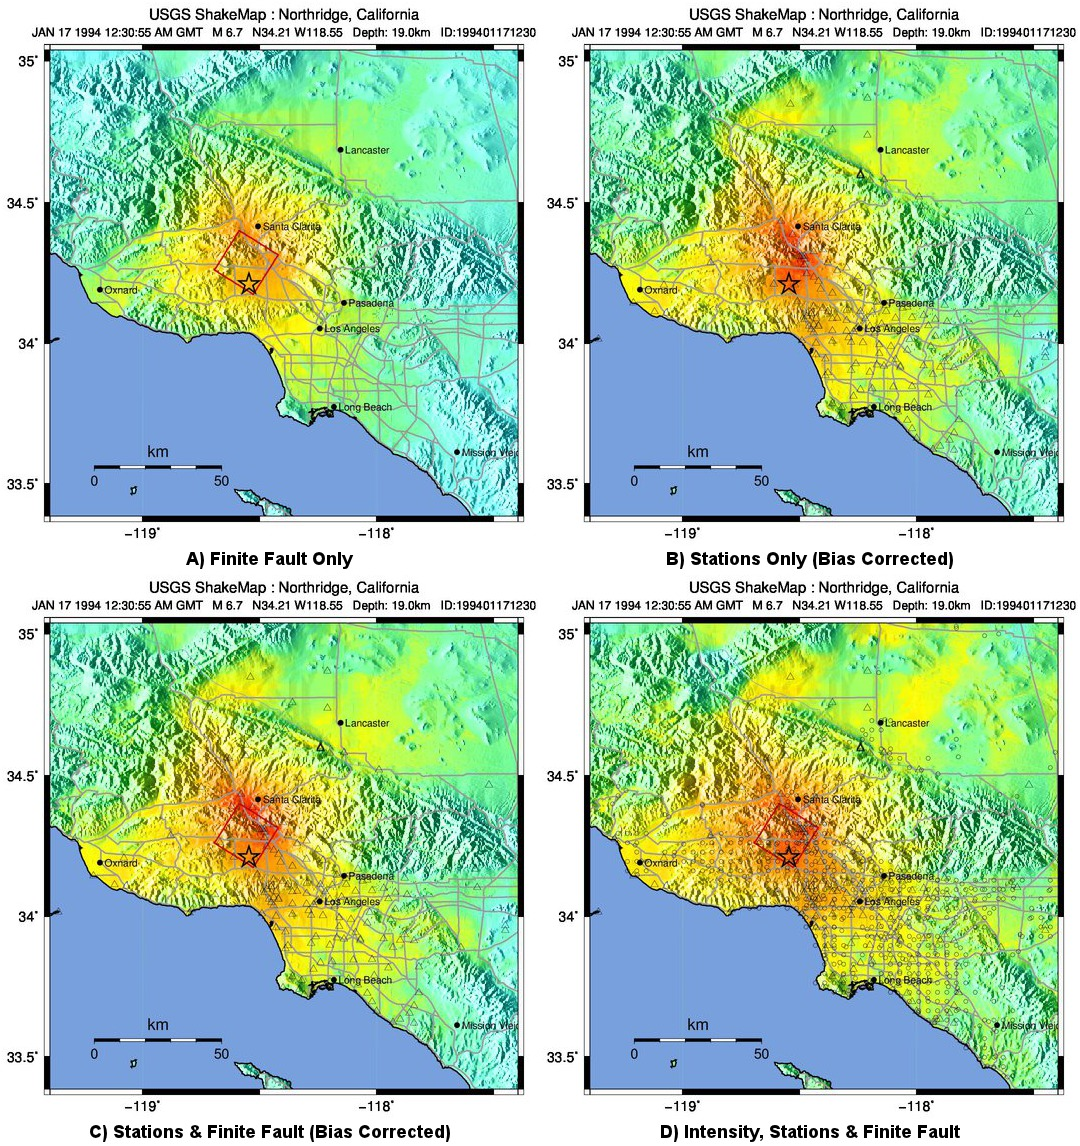 USGS ShakeMap : Northridge, California
JAN 17 1994 12:30:55 AM GMT M 6.7 N34.21 W118.55 Depth: 19.0km ID:199401171230
35°
Lancaster
34.5°
Santa Clarita
Oxnard
Pasadena
Los Angeles
34°
Long Beach
km
Mission Viejo
0 50
33.5°
-119° -118°
A) Finite Fault Only
USGS ShakeMap : Northridge, California
JAN 17 1994 12:30:55 AM GMT M 6.7 N34.21 W118.55 Depth: 19.0km ID:199401171230
35°
Lancaster
34.5°
Santa Clarita
Oxnard
Pasadena
Los Angeles
34°
Long Beach
km
Mission Viejo
0 50
33.5°
-119° -118°
B) Stations Only (Bias Corrected)
USGS ShakeMap : Northridge, California
JAN 17 1994 12:30:55 AM GMT M 6.7 N34.21 W118.55 Depth: 19.0km ID:199401171230
35°
Lancaster
34.5°
Santa Clarita
Oxnard
Pasadena
Los Angeles
34°
Long Beach
km
Mission Viejo
0 50
33.5°
-119° -118°
C) Stations & Finite Fault (Bias Corrected)
USGS ShakeMap : Northridge, California
JAN 17 1994 12:30:55 AM GMT M 6.7 N34.21 W118.55 Depth: 19.0km ID:199401171230
35°
Lancaster
34.5°
Santa Clarita
Oxnard
Pasadena
Los Angeles
34°
Long Beach
km
Mission Viejo
0 50
33.5°
-119° -118°
D) Intensity, Stations & Finite Fault